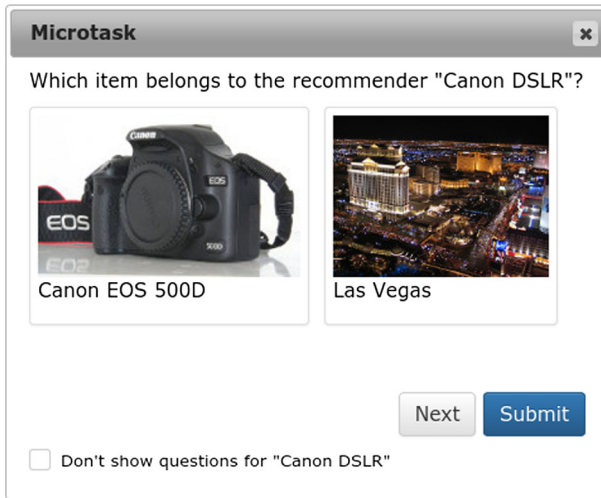 Microtask
Which item belongs to the recommender "Canon DSLR"?
Canon
EOS
EOS
500D
Canon EOS 500D
Las Vegas
Next
Submit
Don't show questions for "Canon DSLR"